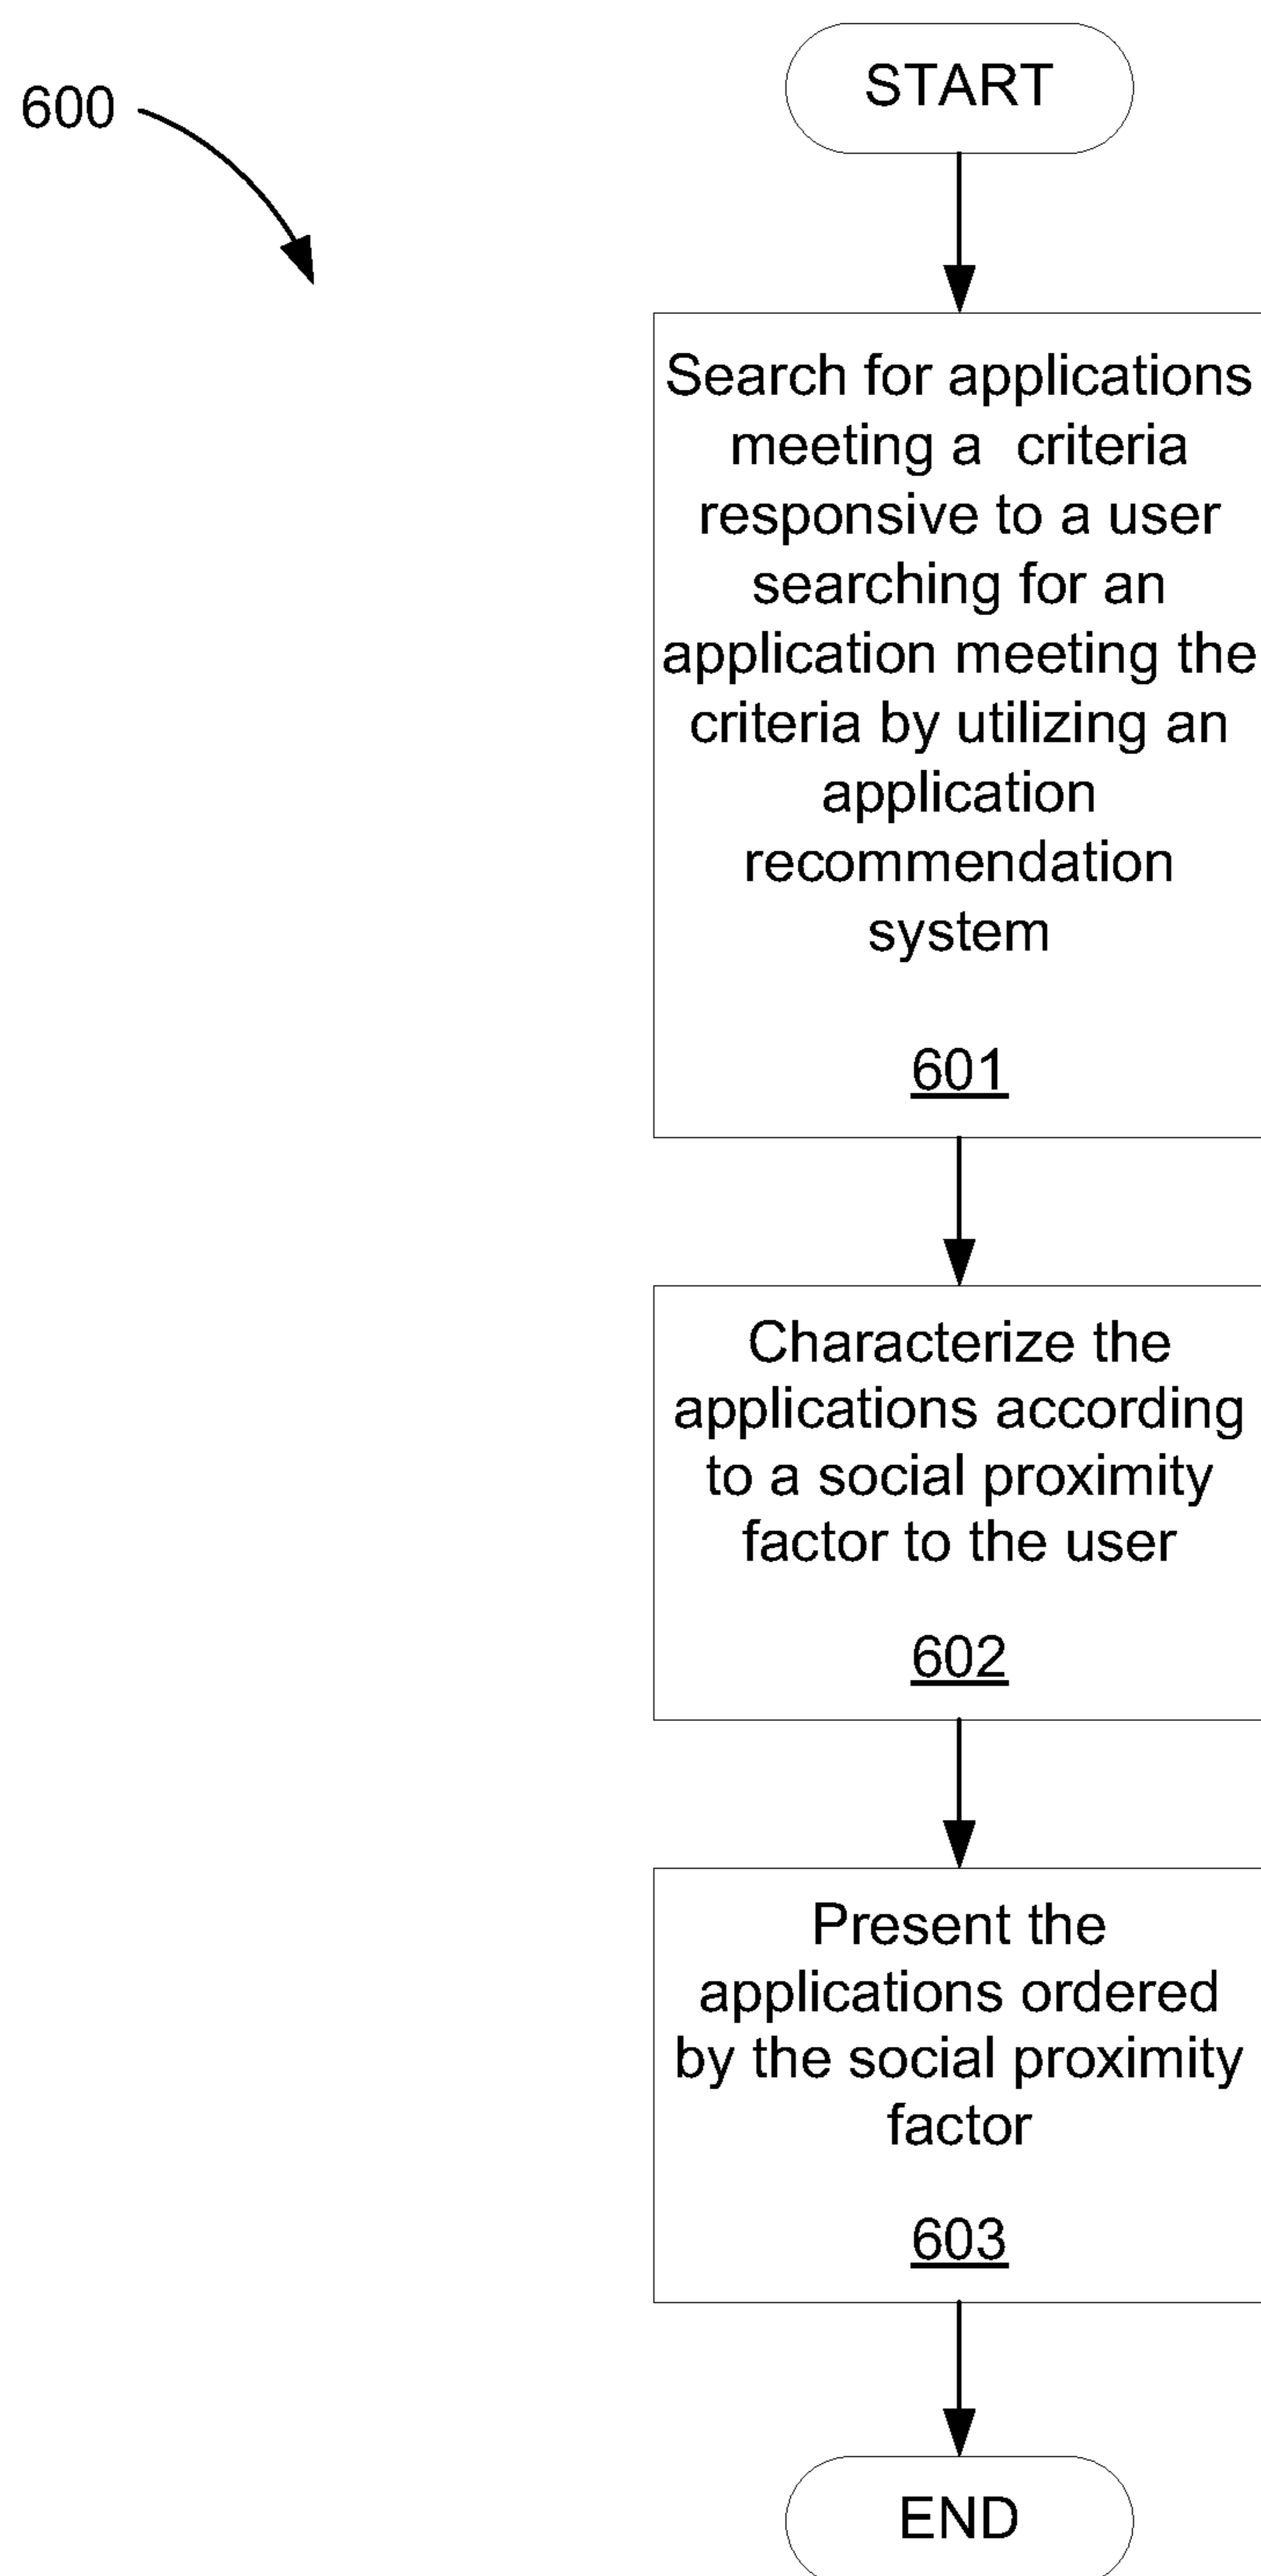 600
START
Search for applications
meeting a  criteria
responsive to a user
searching for an
application meeting the
criteria by utilizing an
application
recommendation
system
601
Characterize the
applications according
to a social proximity
factor to the user
602
Present the
applications ordered
by the social proximity
factor
603
END